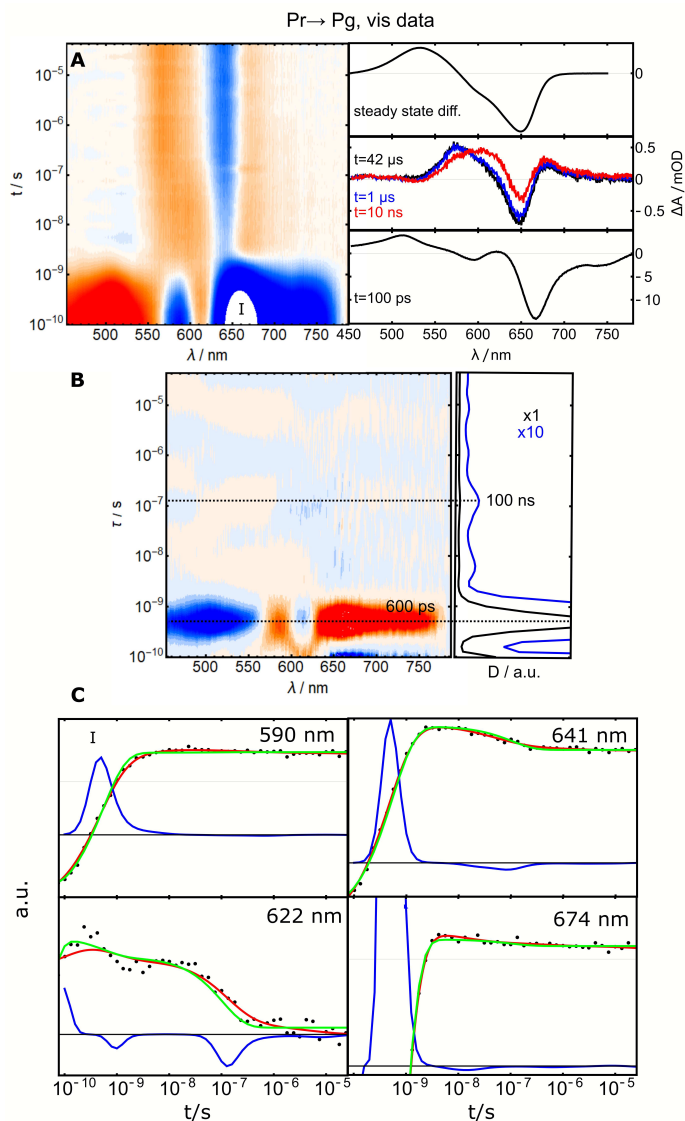 Pr→ Pg, vis data
A
steady state diff.
0
10⁻⁵
10⁻⁶
10⁻⁷
10⁻⁸
10⁻⁹
10⁻¹⁰
t / s
t=42 μs
t=1 μs
t=10 ns
0.5
0
-0.5
ΔA / mOD
t=100 ps
0
5
10
I
500 550 600 650 700 750
λ / nm
450 500 550 600 650 700 750
λ / nm
B
10⁻⁵
10⁻⁶
10⁻⁷
10⁻⁸
10⁻⁹
10⁻¹⁰
τ / s
x1
x10
100 ns
600 ps
500 550 600 650 700 750
λ / nm
D / a.u.
C
I
590 nm
641 nm
a.u.
622 nm
674 nm
10⁻¹⁰ 10⁻⁹ 10⁻⁸ 10⁻⁷ 10⁻⁶ 10⁻⁵
10⁻⁹ 10⁻⁸ 10⁻⁷ 10⁻⁶ 10⁻⁵
t/s
t/s